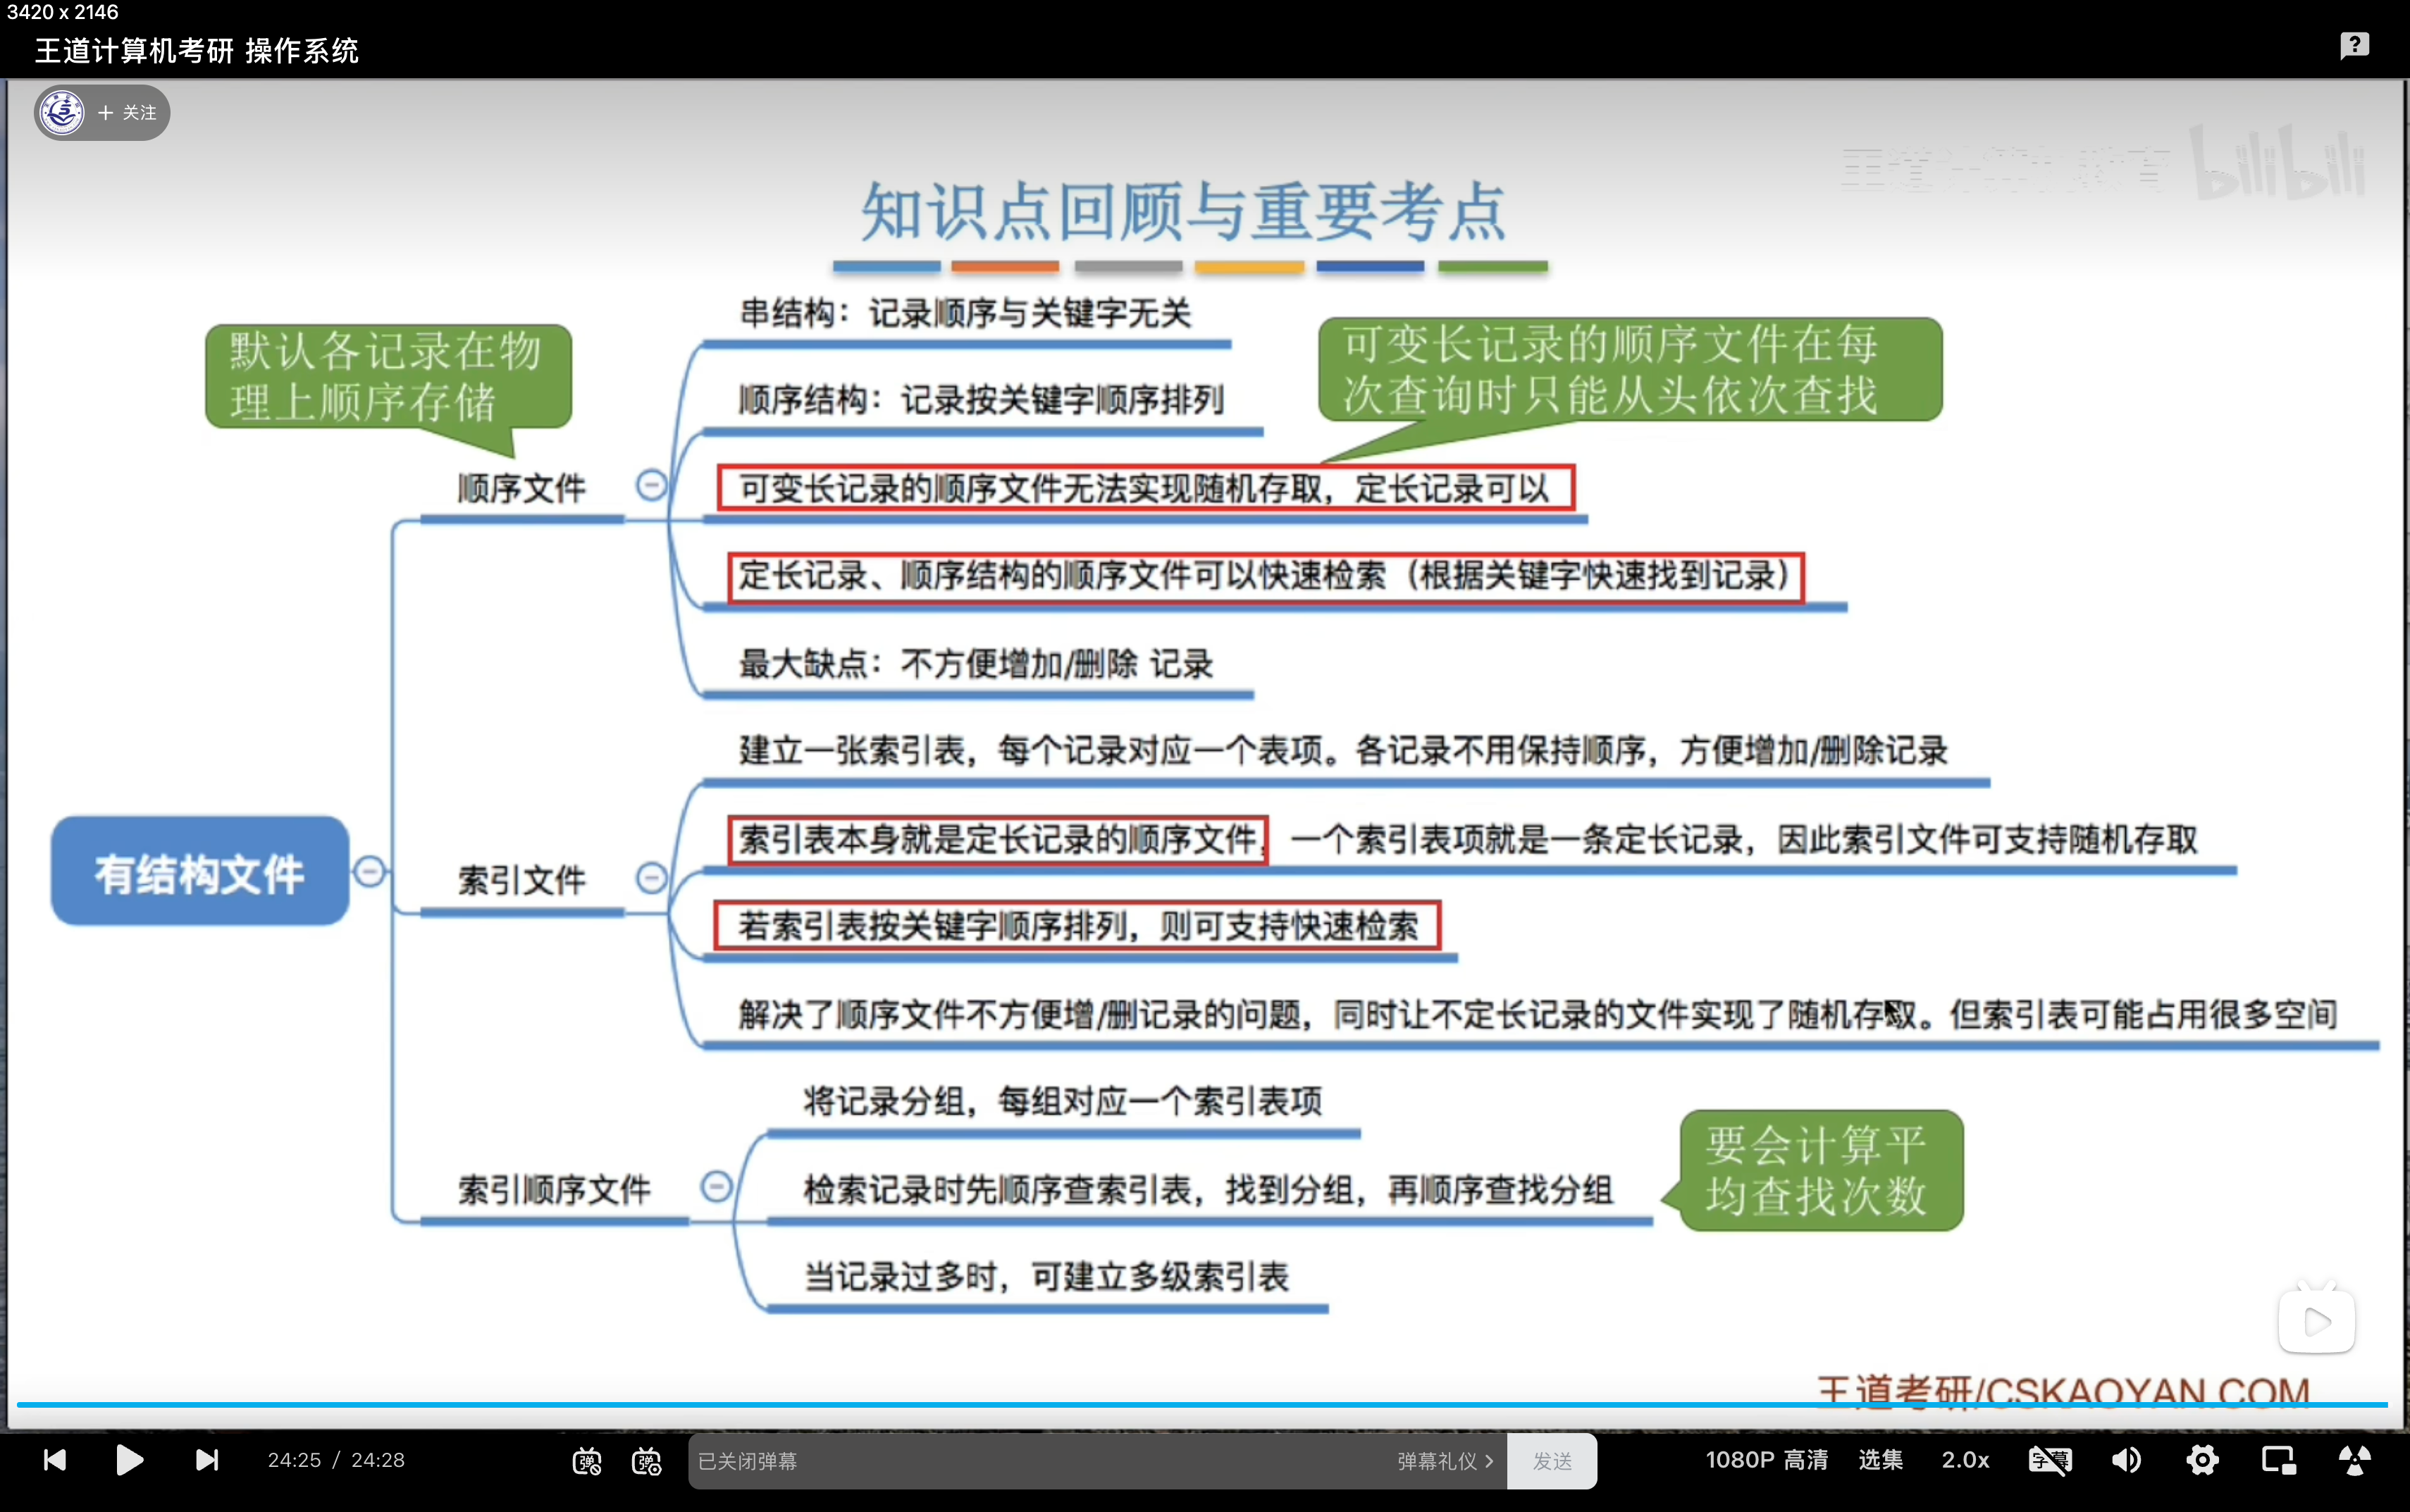 3420 x 2146
王道计算机考研 操作系统
+ 关注
王道计算机教育 bilibili
知识点回顾与重要考点
串结构：记录顺序与关键字无关
默认各记录在物
理上顺序存储
可变长记录的顺序文件在每
次查询时只能从头依次查找
顺序结构：记录按关键字顺序排列
顺序文件
可变长记录的顺序文件无法实现随机存取，定长记录可以
定长记录、顺序结构的顺序文件可以快速检索（根据关键字快速找到记录）
最大缺点：不方便增加/删除 记录
建立一张索引表，每个记录对应一个表项。各记录不用保持顺序，方便增加/删除记录
有结构文件
索引文件
索引表本身就是定长记录的顺序文件，一个索引表项就是一条定长记录，因此索引文件可支持随机存取
若索引表按关键字顺序排列，则可支持快速检索
解决了顺序文件不方便增/删记录的问题，同时让不定长记录的文件实现了随机存取。但索引表可能占用很多空间
将记录分组，每组对应一个索引表项
索引顺序文件
检索记录时先顺序查索引表，找到分组，再顺序查找分组
要会计算平
均查找次数
当记录过多时，可建立多级索引表
王道考研/CSKAOYAN.COM
24:25 / 24:28
弹
弹
已关闭弹幕
弹幕礼仪 >
发送
1080P 高清
选集
2.0x
字幕